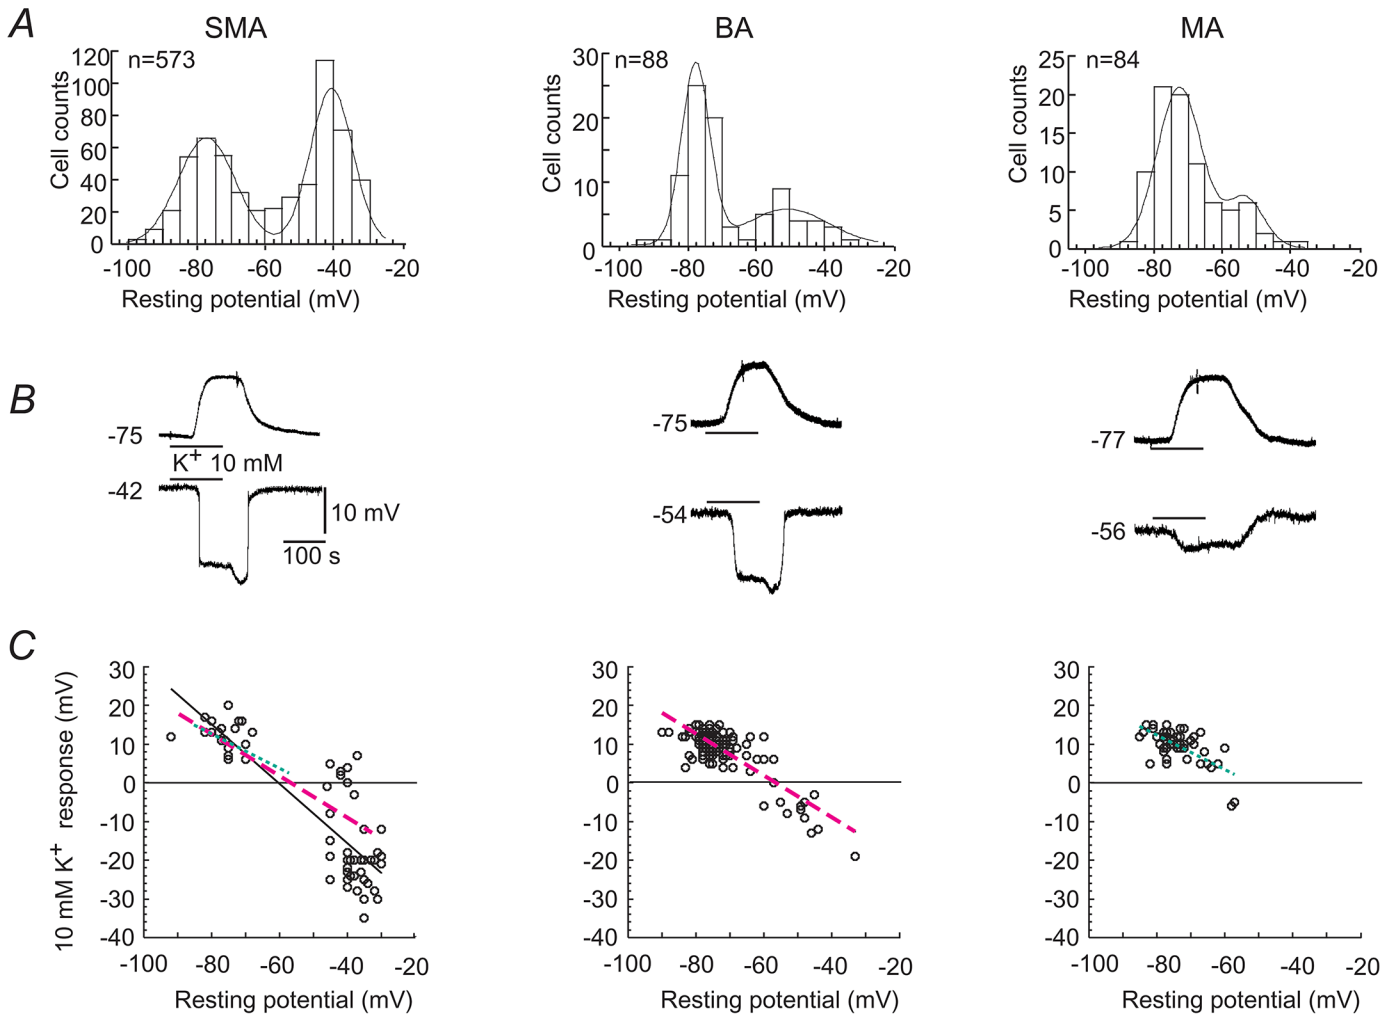 A
SMA
BA
MA
n=573
n=88
n=84
Cell counts
120
100
80
60
40
20
0
Cell counts
30
20
10
0
Cell counts
25
20
15
10
5
0
-100 -80 -60 -40 -20
-100 -80 -60 -40 -20
-100 -80 -60 -40 -20
Resting potential (mV)
Resting potential (mV)
Resting potential (mV)
B
-75
K+ 10 mM
-42
10 mV
100 s
-75
-54
-77
-56
C
10 mM K+ response (mV)
30
20
10
0
-10
-20
-30
-40
30
20
10
0
-10
-20
-30
-40
30
20
10
0
-10
-20
-30
-40
-100 -80 -60 -40 -20
-100 -80 -60 -40 -20
-100 -80 -60 -40 -20
Resting potential (mV)
Resting potential (mV)
Resting potential (mV)